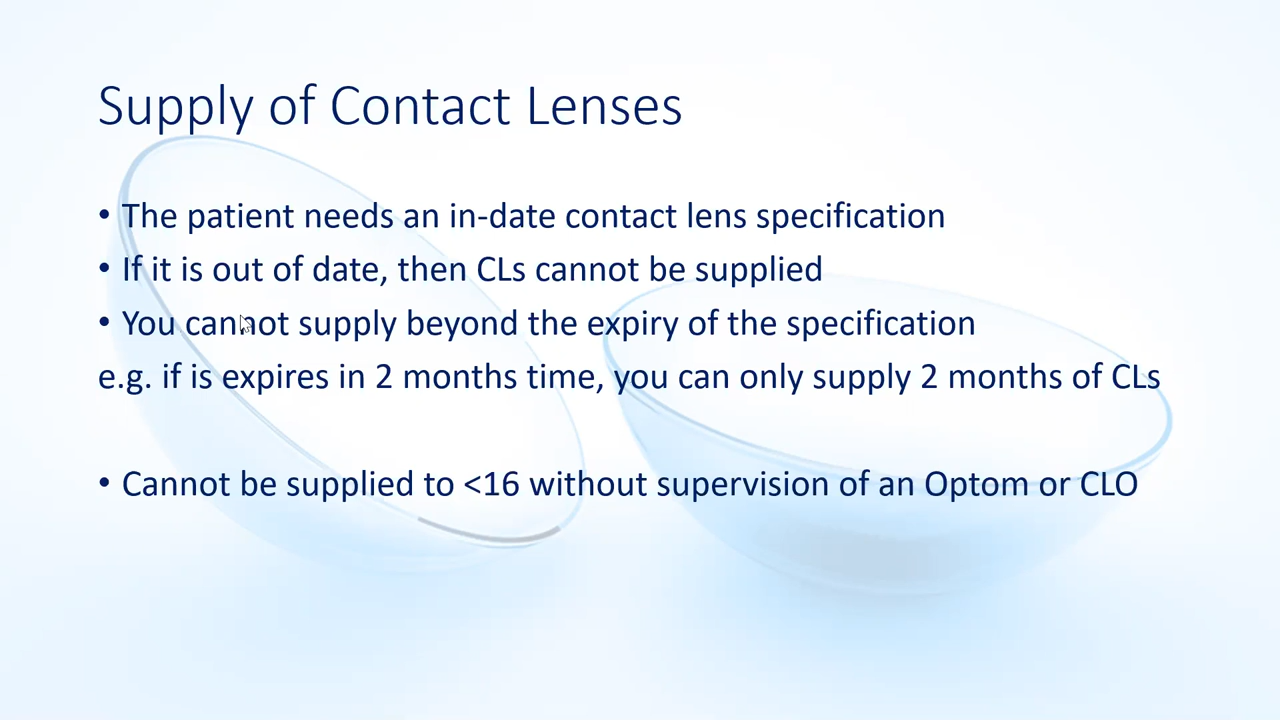 Supply of Contact Lenses
• The patient needs an in-date contact lens specification
• If it is out of date, then CLs cannot be supplied
• You cannot supply beyond the expiry of the specification
e.g. if is expires in 2 months time, you can only supply 2 months of CLs
• Cannot be supplied to <16 without supervision of an Optom or CLO